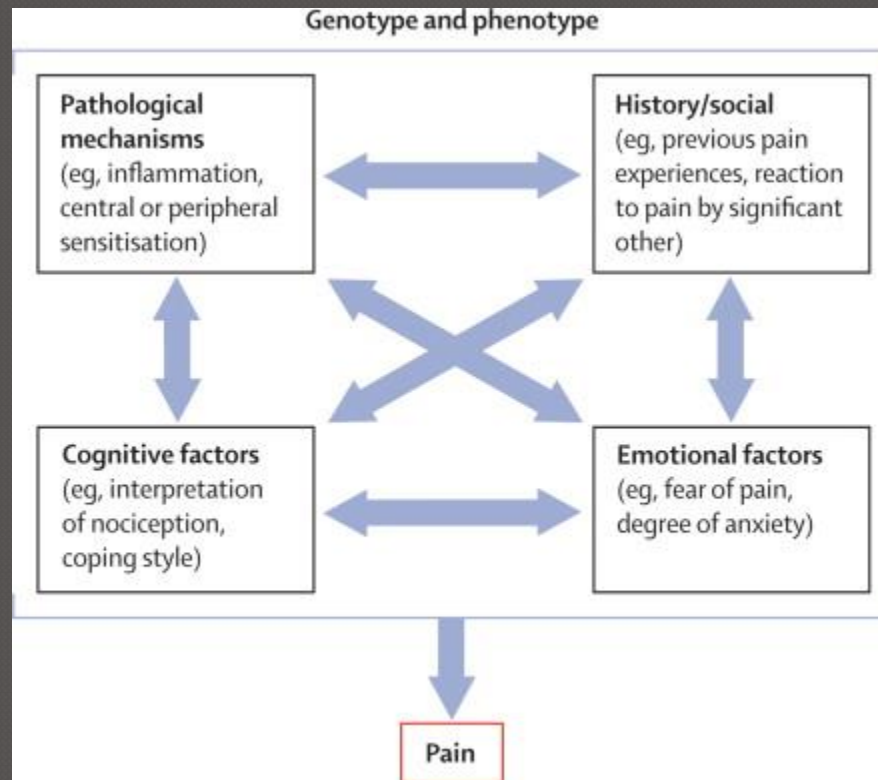 Genotype and phenotype
Pathological
mechanisms
(eg, inflammation,
central or peripheral
sensitisation)
History/social
(eg, previous pain
experiences, reaction
to pain by significant
other)
Cognitive factors
(eg, interpretation
of nociception,
coping style)
Emotional factors
(eg, fear of pain,
degree of anxiety)
Pain